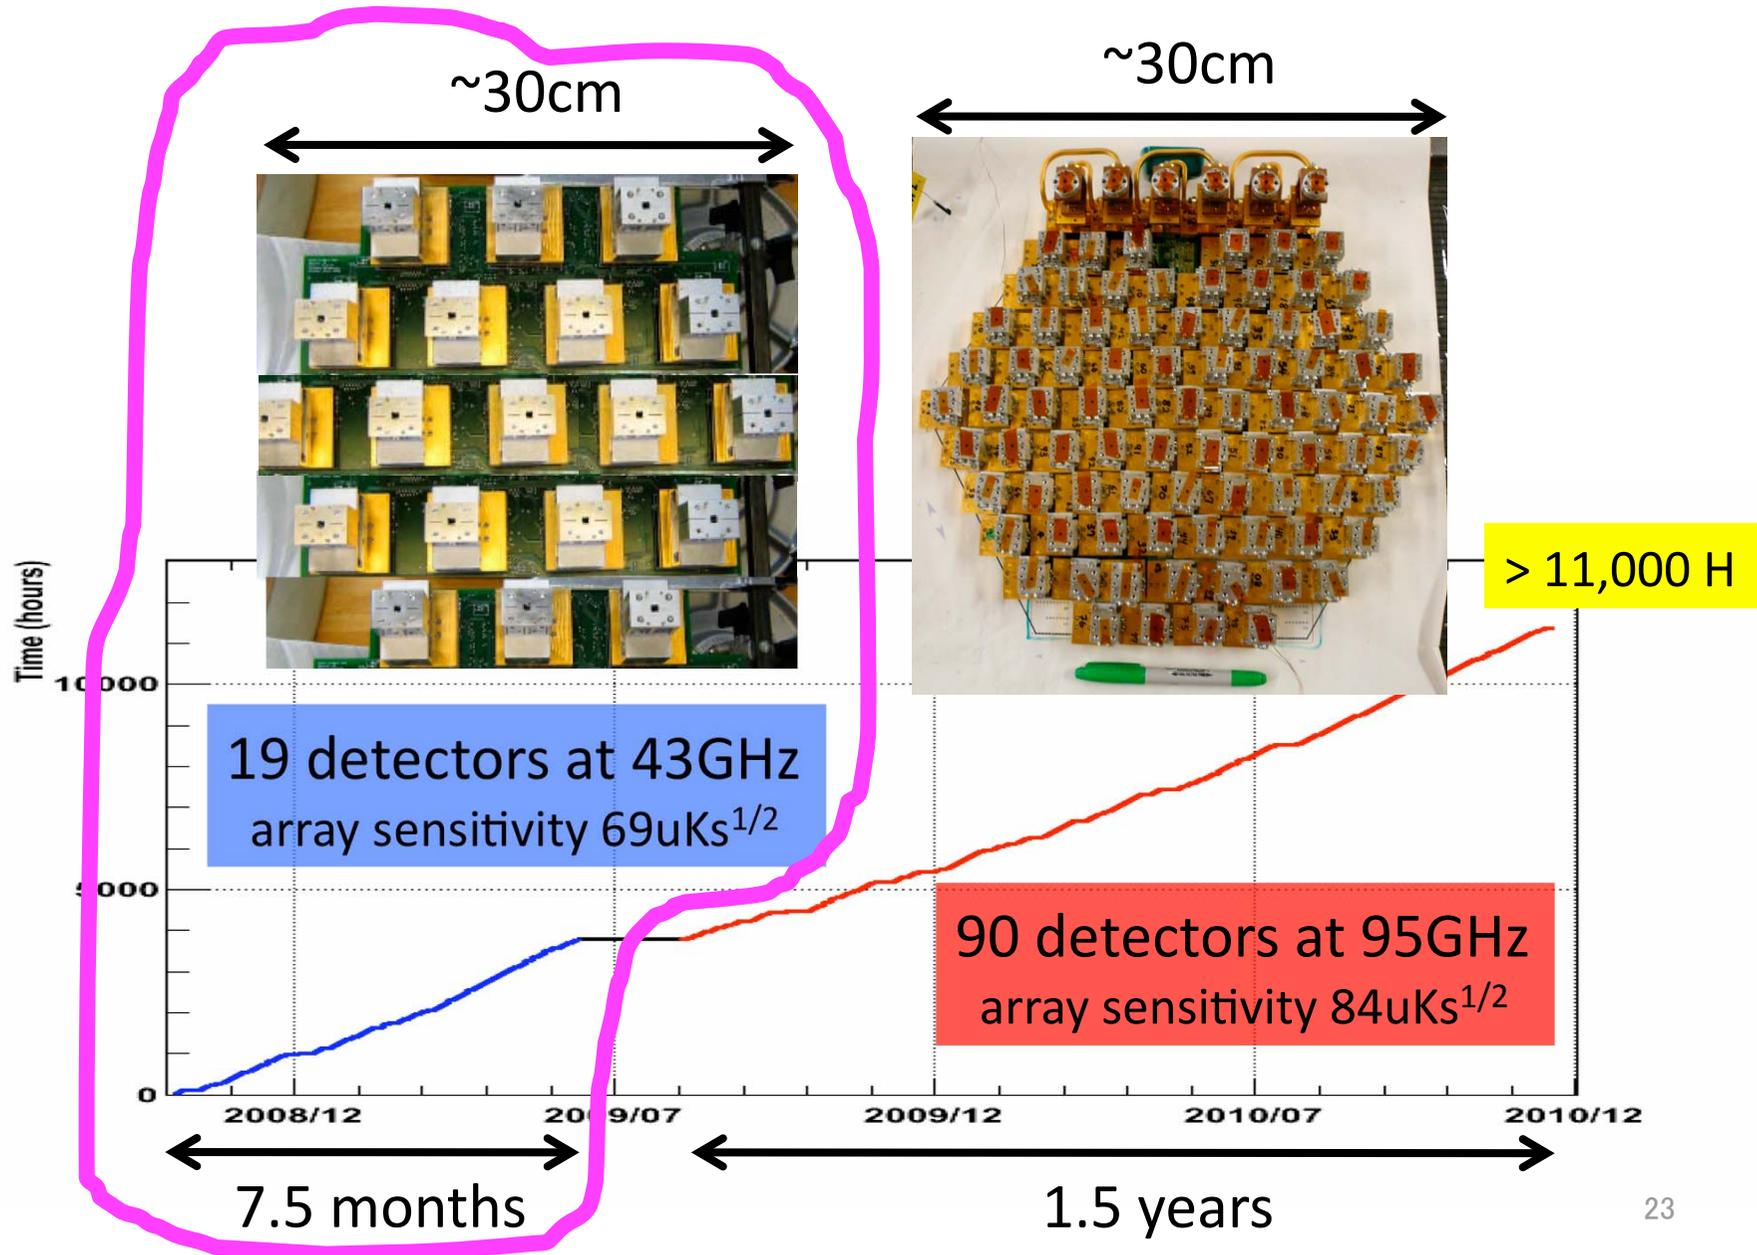 ~30cm
~30cm
> 11,000 H
Time (hours)
10000
19 detectors at 43GHz
array sensitivity 69uKs1/2
5000
90 detectors at 95GHz
array sensitivity 84uKs1/2
0
2008/12
2009/07
2009/12
2010/07
2010/12
7.5 months
1.5 years
23